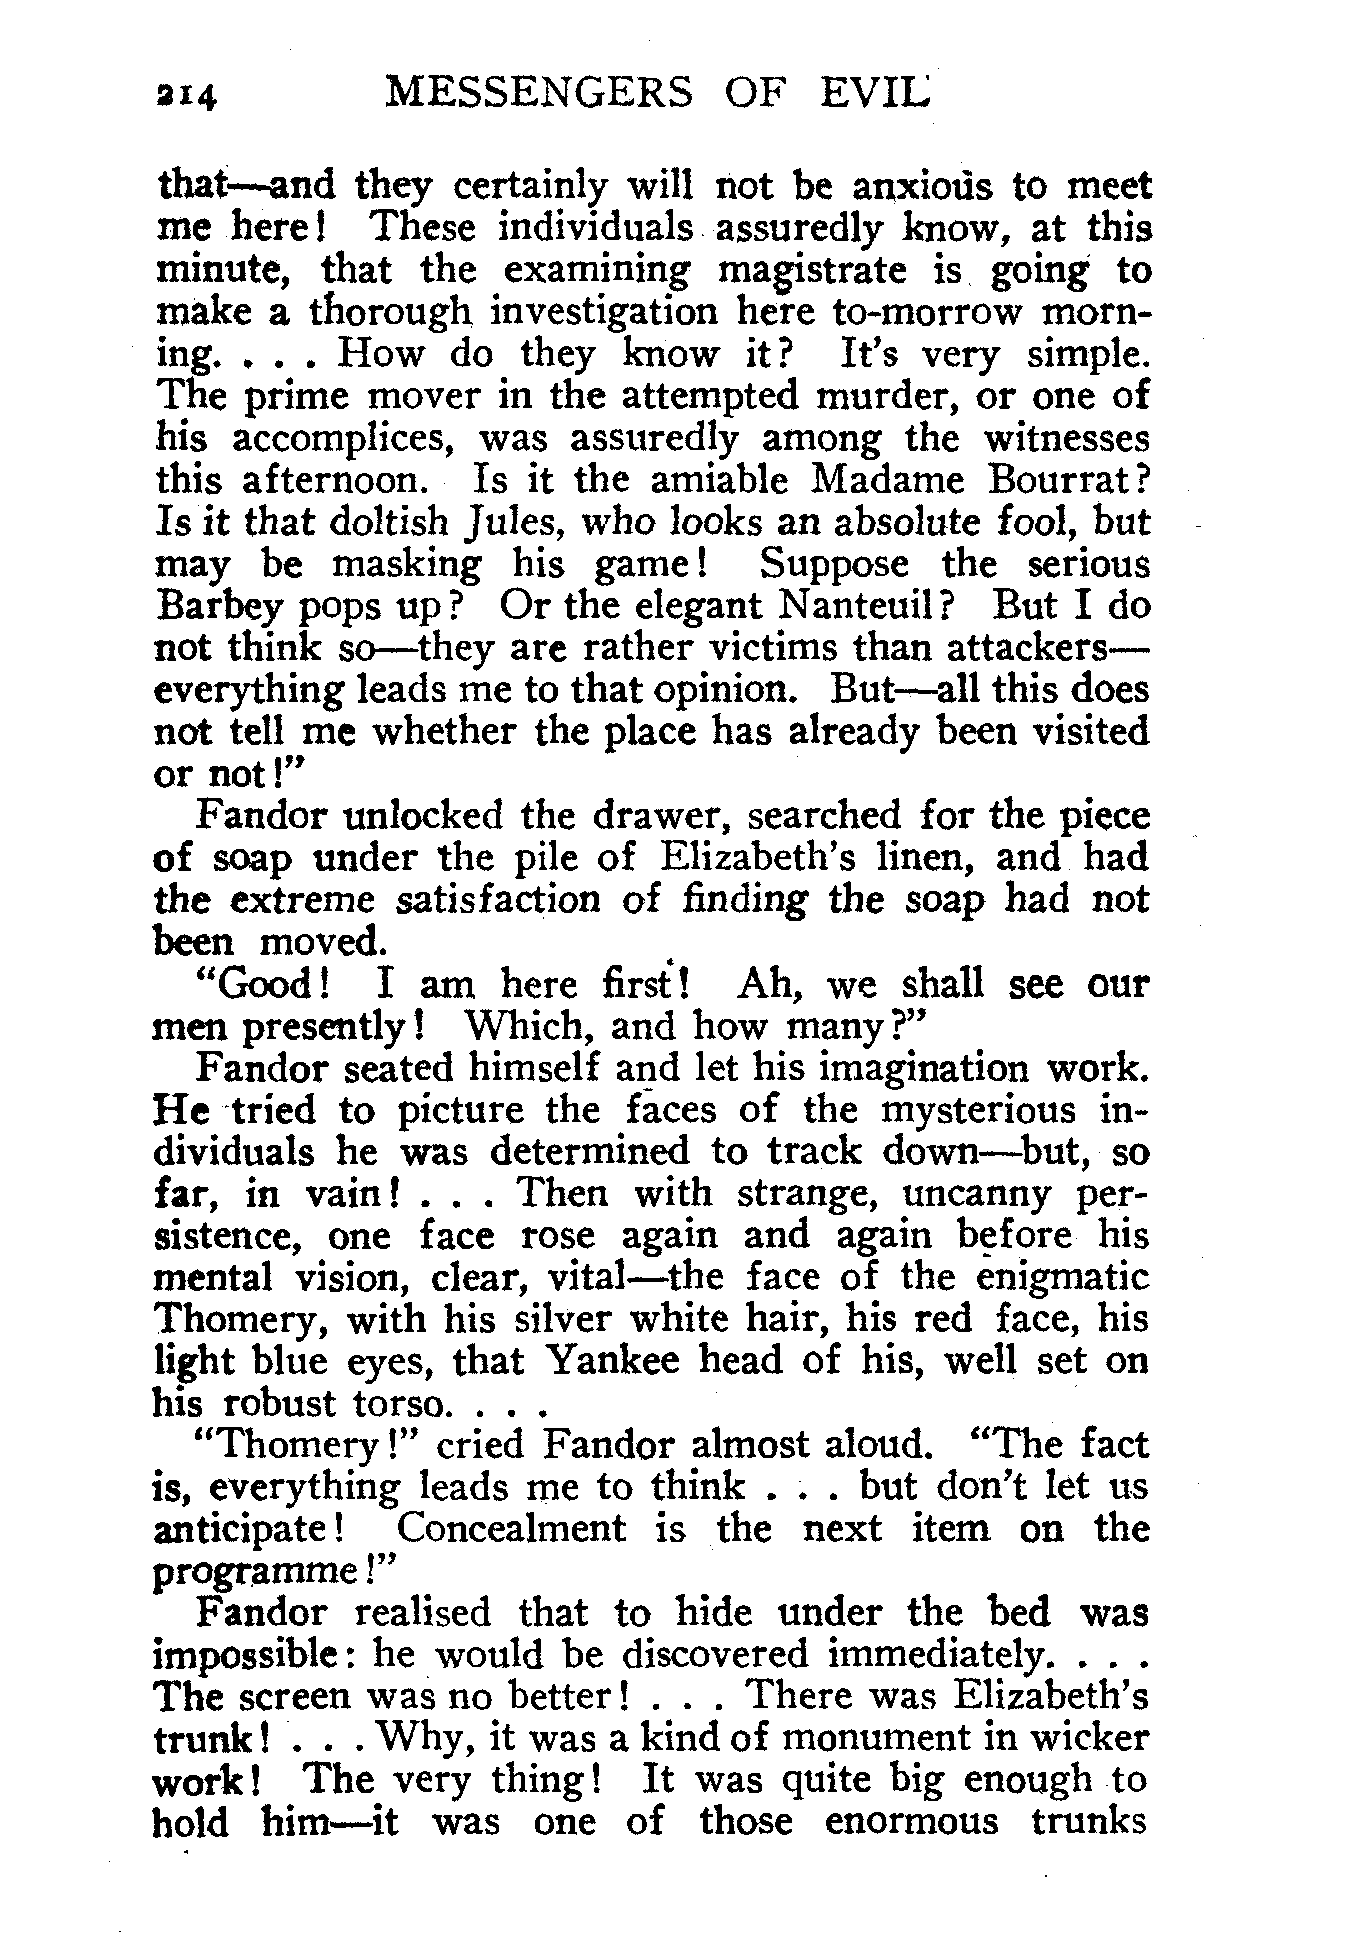 214 MESSENGERS OF EVIL
that—and they certainly will not be anxious to meet
me here! These individuals assuredly know, at this
minute, that the examining magistrate is going to
make a thorough investigation here to-morrow morn-
ing. . . . How do they know it? It's very simple.
The prime mover in the attempted murder, or one of
his accomplices, was assuredly among the witnesses
this afternoon. Is it the amiable Madame Bourrat?
Is it that doltish Jules, who looks an absolute fool, but
may be masking his game! Suppose the serious
Barbey pops up? Or the elegant Nanteuil? But I do
not think so—they are rather victims than attackers—
everything leads me to that opinion. But—all this does
not tell me whether the place has already been visited
or not!"
Fandor unlocked the drawer, searched for the piece
of soap under the pile of Elizabeth's linen, and had
the extreme satisfaction of finding the soap had not
been moved.
"Good! I am here first! Ah, we shall see our
men presently! Which, and how many?"
Fandor seated himself and let his imagination work.
He tried to picture the faces of the mysterious in-
dividuals he was determined to track down—but, so
far, in vain! . . . Then with strange, uncanny per-
sistence, one face rose again and again before his
mental vision, clear, vital—the face of the enigmatic
Thomery, with his silver white hair, his red face, his
light blue eyes, that Yankee head of his, well set on
his robust torso. . . .
"Thomery!" cried Fandor almost aloud. "The fact
is, everything leads me to think . . . but don't let us
anticipate! Concealment is the next item on the
programme!"
Fandor realised that to hide under the bed was
impossible: he would be discovered immediately. . . .
The screen was no better! . . . There was Elizabeth's
trunk! . . . Why, it was a kind of monument in wicker
work! The very thing! It was quite big enough to
hold him—it was one of those enormous trunks